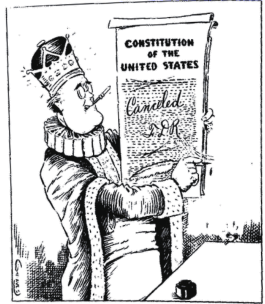 CONSTITUTION
OF THE
UNITED STATES
Canceled
FDR